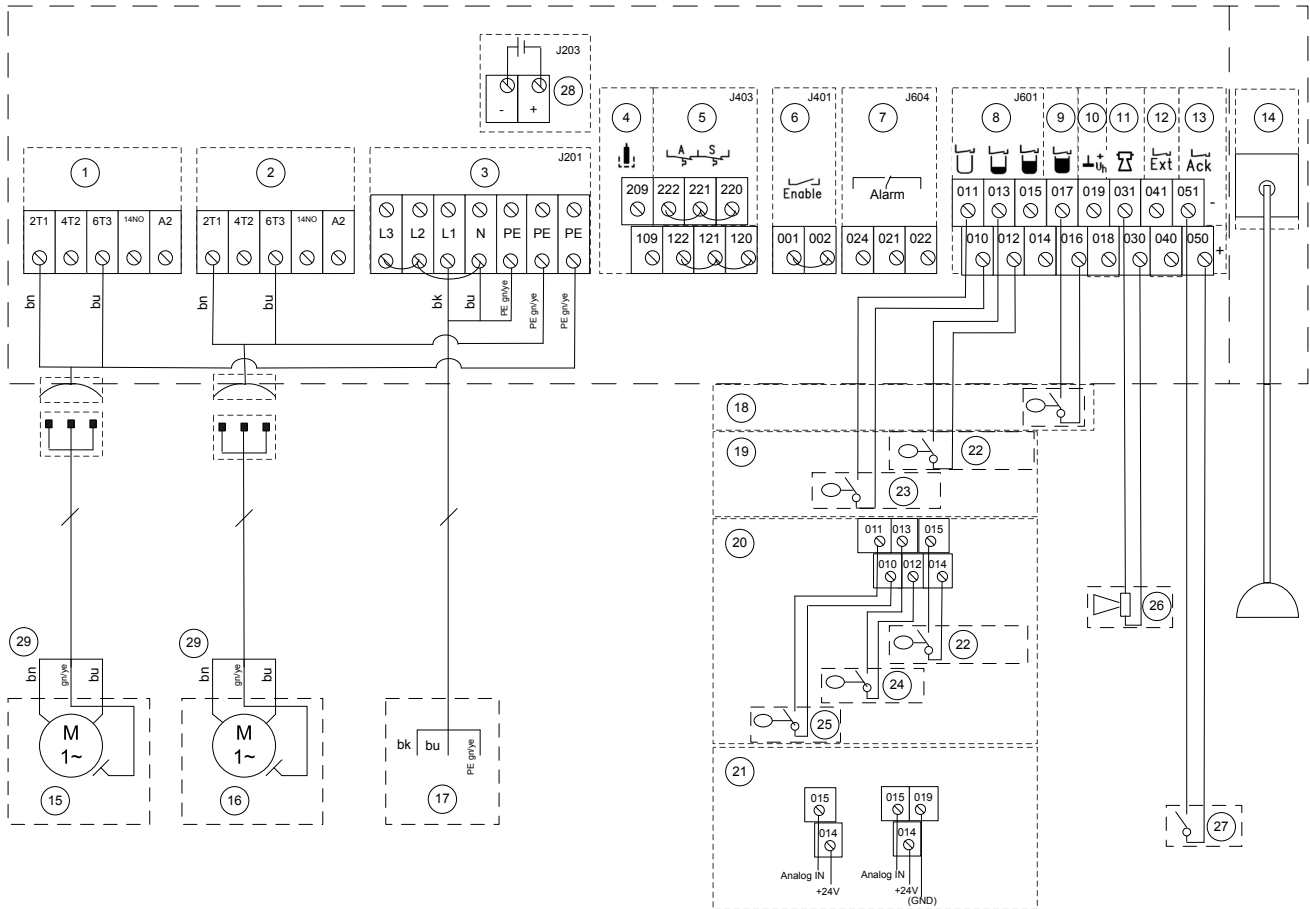 J203
- +
28
J403
J401
J604
J601
4
5
6
7
8
9
10
11
12
13
14
1
2
3
J201
A S
Enable
Alarm
+
Uh
Ext
Ack
209 222 221 220
011 013 015 017 019 031 041 051 -
2T1 4T2 6T3 14NO A2
2T1 4T2 6T3 14NO A2
L3 L2 L1 N PE PE PE
109 122 121 120
001 002
024 021 022
010 012 014 016 018 030 040 050 +
bn
bu
bn
bu
bk
bu
PE gn/ye
PE gn/ye
PE gn/ye
18
19
22
23
20
011 013 015
010 012 014
26
22
24
25
29
bn
gn/ye
bu
29
bn
gn/ye
bu
M
1~
15
M
1~
16
bk
bu
PE gn/ye
17
21
015
014
Analog IN
+24V
015 019
014
Analog IN
+24V
(GND)
27